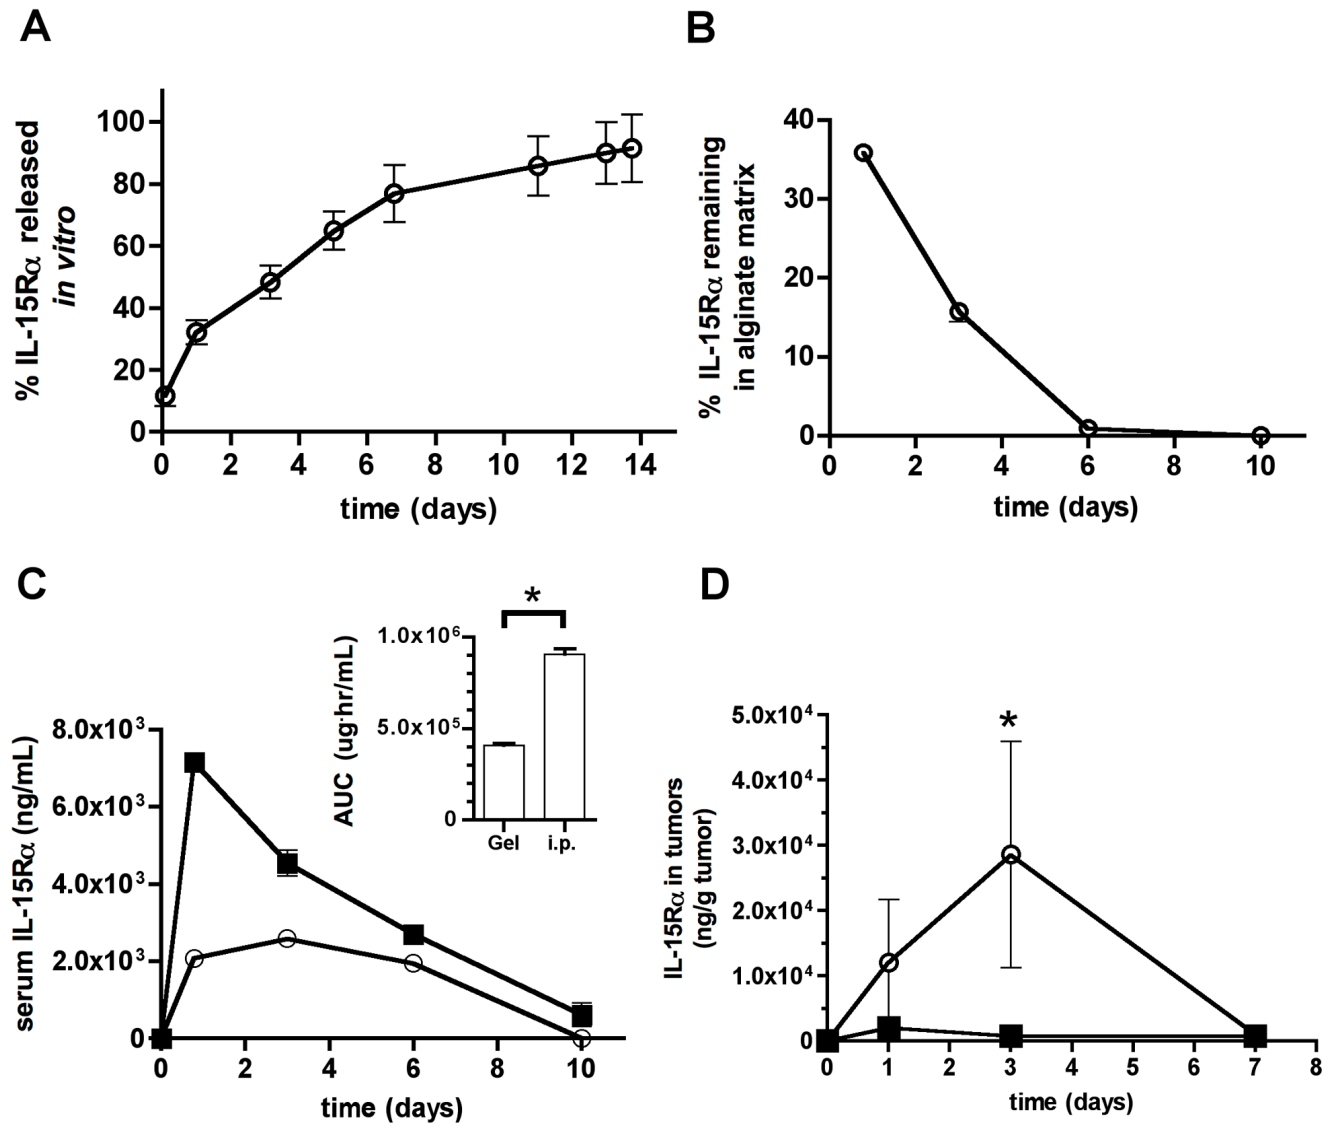 A
% IL-15Rα released
in vitro
100
80
60
40
20
0
0 2 4 6 8 10 12 14
time (days)
B
% IL-15Rα remaining
in alginate matrix
40
30
20
10
0
0 2 4 6 8 10
time (days)
C
serum IL-15Rα (ng/mL)
8.0x10³
6.0x10³
4.0x10³
2.0x10³
0
0 2 4 6 8 10
time (days)
AUC (ug·hr/mL)
*
1.0x10⁶
5.0x10⁵
0
Gel i.p.
D
IL-15Rα in tumors
(ng/g tumor)
*
5.0x10⁴
4.0x10⁴
3.0x10⁴
2.0x10⁴
1.0x10⁴
0
0 1 2 3 4 5 6 7 8
time (days)